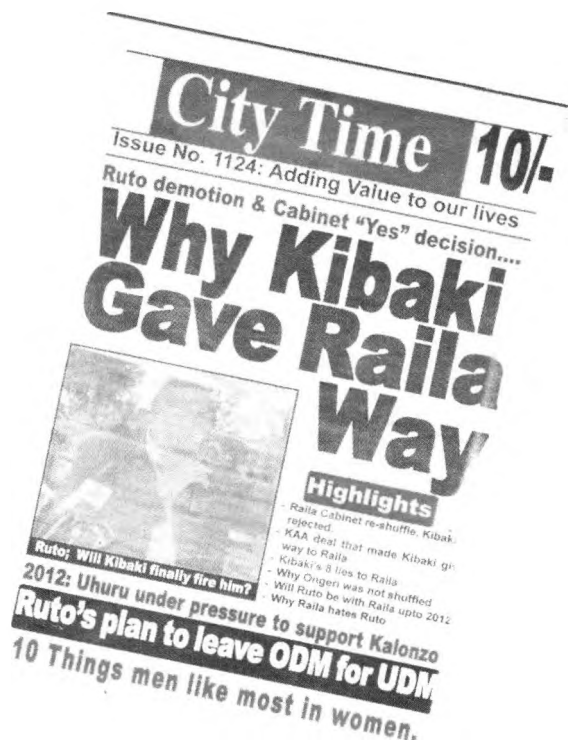 City Time
10/-
Issue No. 1124: Adding Value to our lives
Ruto demotion & Cabinet "Yes" decision....
Why Kibaki
Gave Raila
Way
Ruto; Will Kibaki finally fire him?
Highlights
- Raila Cabinet re-shuffle, Kibak
rejected.
- KAA deal that made Kibaki gi
way to Raila
- Kibaki's 8 lies to Raila
- Why Ongeri was not shuffled
- Will Ruto be with Raila upto 2012
- Why Raila hates Ruto
2012: Uhuru under pressure to support Kalonzo
Ruto's plan to leave ODM for UDM
10 Things men like most in women.